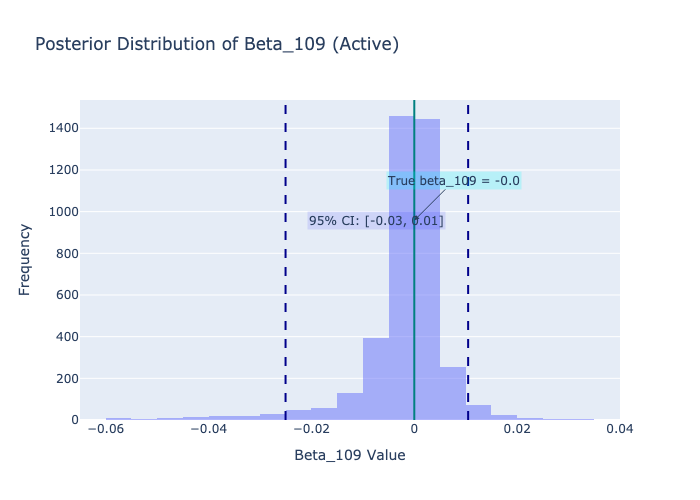 Posterior Distribution of Beta_109 (Active)
1400
1200
1000
800
600
400
200
0
Frequency
True beta_109 = -0.0
95% CI: [-0.03, 0.01]
−0.06
−0.04
−0.02
0
0.02
0.04
Beta_109 Value